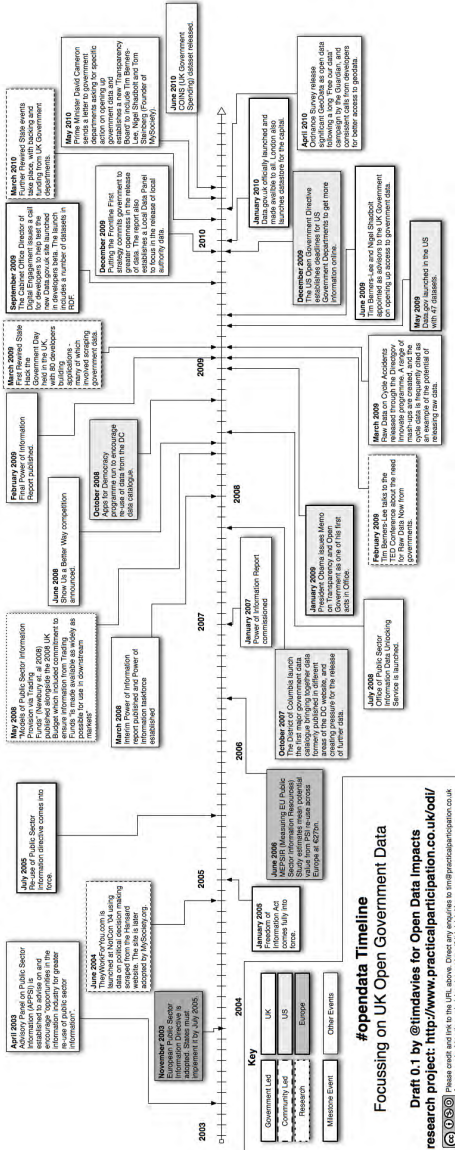 April 2003
Advisory Panel on Public Sector
Information (APPSI) is
established to advise on and
encourage "opportunities in the
information industry for greater
re-use of public sector
information".
November 2003
European Public Sector
Information Directive is
adopted. States must
implement it by July 2005.
June 2004
TheyWorkForYou.com is
launched at NotCon '04 using
data on political decision making
scraped from the Hansard
website. The site is later
adopted by MySociety.org.
July 2005
Re-use of Public Sector
Information Directive comes into
force.
May 2008
"Models of Public Sector Information
Provision via Trading
Funds" (Newbury et. al 2008)
published alongside the 2008 UK
Budget which included commitment to
ensure information from Trading
Funds "is made available as widely as
possible for use in downstream
markets"
March 2008
Interim Power of Information
report published and Power of
Information taskforce
established
June 2008
Show Us a Better Way competition
announced.
October 2008
Apps for Democracy
programme run to encourage
re-use of data from the DC
data catalogue.
February 2009
Final Power of Information
Report published.
March 2009
First Rewired State
Hack the
Government Day
held in the UK,
with 80 developers
building
applications -
many of which
involved scraping
government data.
September 2009
The Cabinet Office Director of
Digital Engagement issues a call
for developers to help test the
new Data.gov.uk site launched
in developers beta. The launch
includes a number of datasets in
RDF.
December 2009
Putting the Frontline First
strategy commits government to
greater openness in the release
of data. The report also
establishes a Local Data Panel
to focus in the release of local
authority data.
March 2010
Further Rewired State events
take place, with hacking and
funding from UK Government
departments.
May 2010
Prime Minister David Cameron
sends a letter to government
departments asking for specific
action on opening up
government data and
establishes a new 'Transparency
Board' to include Tim Berners-
Lee, Nigel Shadbolt and Tom
Steinberg (Founder of
MySociety).
June 2010
COINS (UK Government
Spending) dataset released.
2003
2004
2005
2006
2007
2008
2009
2010
January 2005
Freedom of
Information Act
comes fully into
force.
June 2006
MEPSIR (Measuring EU Public
Sector Information Resources)
Study estimates mean potential
value from PSI re-use across
Europe at €27bn.
January 2007
Power of Information Report
commissioned
October 2007
The District of Columbia launch
the first major government data
catalogue bringing together data
formerly published in different
areas of the DC website, and
creating pressure for the release
of further data.
July 2008
Office of Public Sector
Information Data Unlocking
Service is launched.
January 2009
President Obama issues Memo
on Transparency and Open
Government as one of his first
acts in Office.
February 2009
Tim Berners-Lee talks to the
TED Conference about the need
for Raw Data Now from
governments.
March 2009
Raw Data on Cycle Accidents
released through the Directgov
Innovate programme. A range of
mash-ups are created, and the
cycle data is frequently cited as
an example of the potential of
releasing raw data.
May 2009
Data.gov launched in the US
with 47 datasets.
June 2009
Tim Berners-Lee and Nigel Shadbolt
appointed as advisors to the UK Government
on opening up access to government data.
December 2009
The US Open Government Directive
establishes deadlines for US
Government Departments to get more
information online.
January 2010
Data.gov.uk officially launched and
made available to all. London also
launches datastore for the capital.
April 2010
Ordnance Survey release
significant GeoData as open data
following a long 'Free our data'
campaign by the Guardian, and
consistent calls from developers
for better access to geodata.
Key
Government Led
Community Led
Research
UK
US
Europe
Milestone Event
Other Events
#opendata Timeline
Focussing on UK Open Government Data
Draft 0.1 by @timdavies for Open Data Impacts
research project: http://www.practicalparticipation.co.uk/odi/
Please credit and link to the URL above. Direct any enquiries to tim@practicalparticipation.co.uk